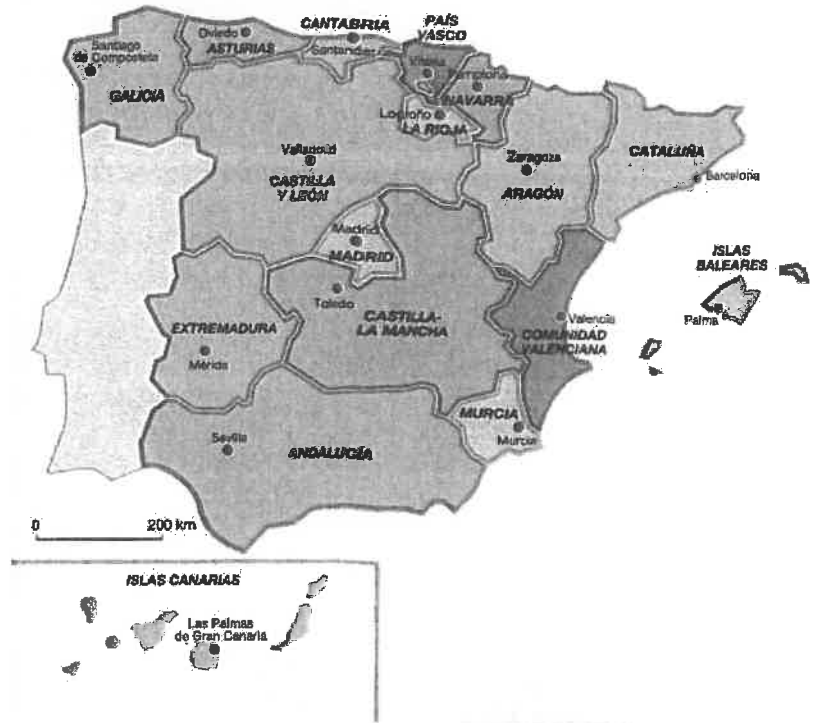 CANTABRIA
PAÍS
VASCO
Oviedo
ASTURIAS
Santander
Santiago
de Compostela
GALICIA
Vitoria
Pamplona
NAVARRA
Logroño
LA RIOJA
Valladolid
CASTILLA
Y LEÓN
Zaragoza
ARAGÓN
CATALUÑA
Barcelona
Madrid
MADRID
ISLAS
BALEARES
Palma
Toledo
CASTILLA-
LA MANCHA
EXTREMADURA
Mérida
Valencia
COMUNIDAD
VALENCIANA
MURCIA
Murcia
Sevilla
ANDALUCÍA
0 200 km
ISLAS CANARIAS
Las Palmas
de Gran Canaria